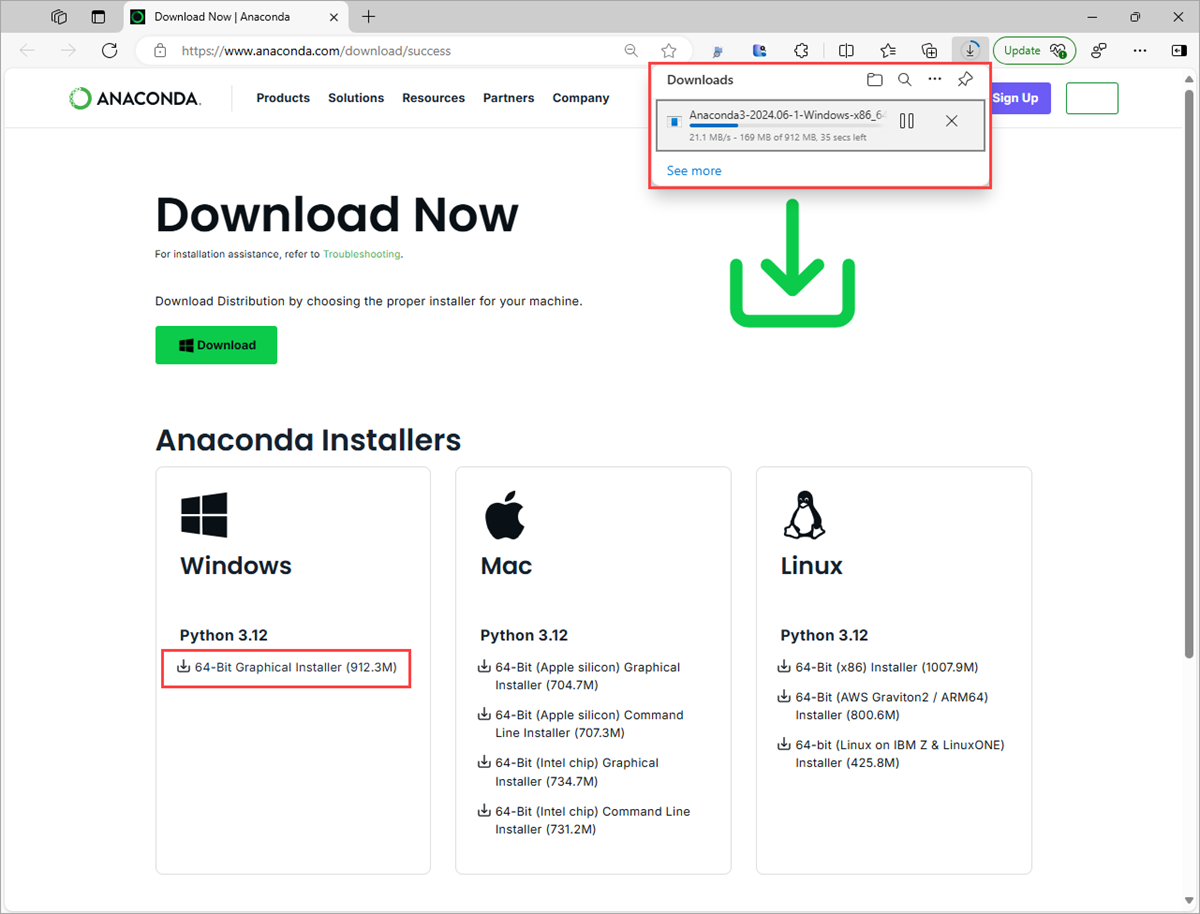 Download Now | Anaconda
https://www.anaconda.com/download/success
Update
ANACONDA.
Products Solutions Resources Partners Company
Sign Up
Downloads
Anaconda3-2024.06-1-Windows-x86_64
21.1 MB/s - 169 MB of 912 MB, 35 secs left
See more
Download Now
For installation assistance, refer to Troubleshooting.
Download Distribution by choosing the proper installer for your machine.
Download
Anaconda Installers
Windows
Python 3.12
64-Bit Graphical Installer (912.3M)
Mac
Python 3.12
64-Bit (Apple silicon) Graphical
Installer (704.7M)
64-Bit (Apple silicon) Command
Line Installer (707.3M)
64-Bit (Intel chip) Graphical
Installer (734.7M)
64-Bit (Intel chip) Command Line
Installer (731.2M)
Linux
Python 3.12
64-Bit (x86) Installer (1007.9M)
64-Bit (AWS Graviton2 / ARM64)
Installer (800.6M)
64-bit (Linux on IBM Z & LinuxONE)
Installer (425.8M)